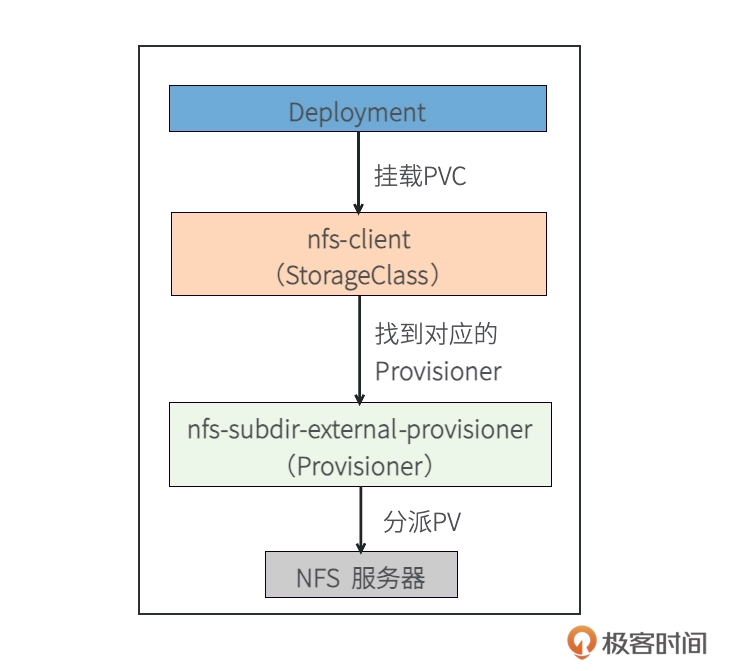 Deployment
挂载PVC
nfs-client
（StorageClass）
找到对应的
Provisioner
nfs-subdir-external-provisioner
（Provisioner）
分派PV
NFS 服务器
极客时间